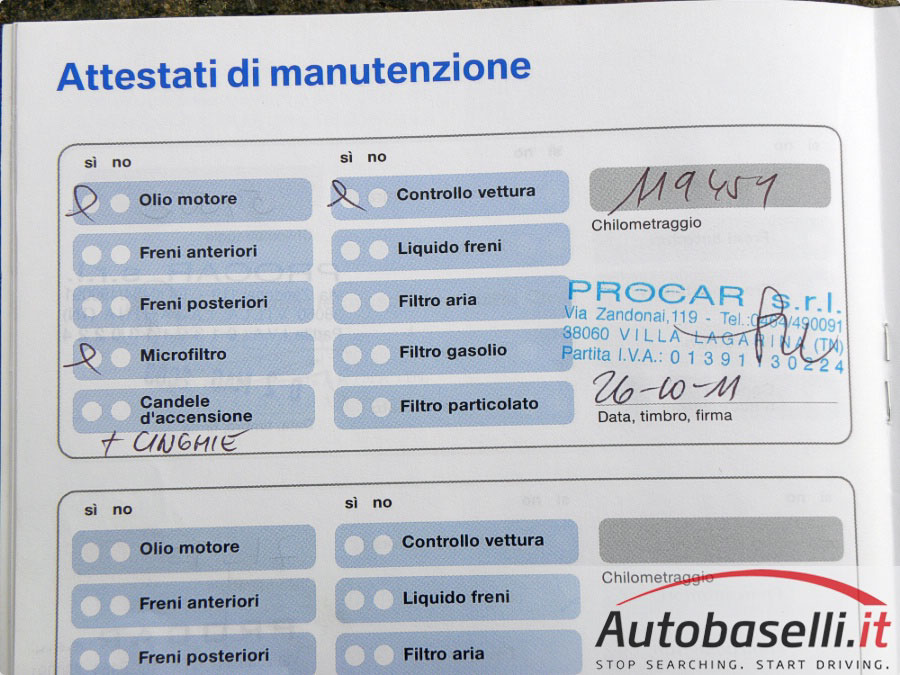 Attestati di manutenzione
sì no
Olio motore
Freni anteriori
Freni posteriori
Microfiltro
Candele
d'accensione
+ CINGHIE
sì no
Controllo vettura
Liquido freni
Filtro aria
Filtro gasolio
Filtro particolato
119454
Chilometraggio
PROCAR s.r.l.
Via Zandonai,119 - Tel.:0464/490091
38060 VILLA LAGARINA (TN)
Partita I.V.A.: 01391130224
26-10-11
Data, timbro, firma
sì no
Olio motore
Freni anteriori
Freni posteriori
sì no
Controllo vettura
Liquido freni
Filtro aria
Chilometraggio
Autobaselli.it
STOP SEARCHING. START DRIVING.